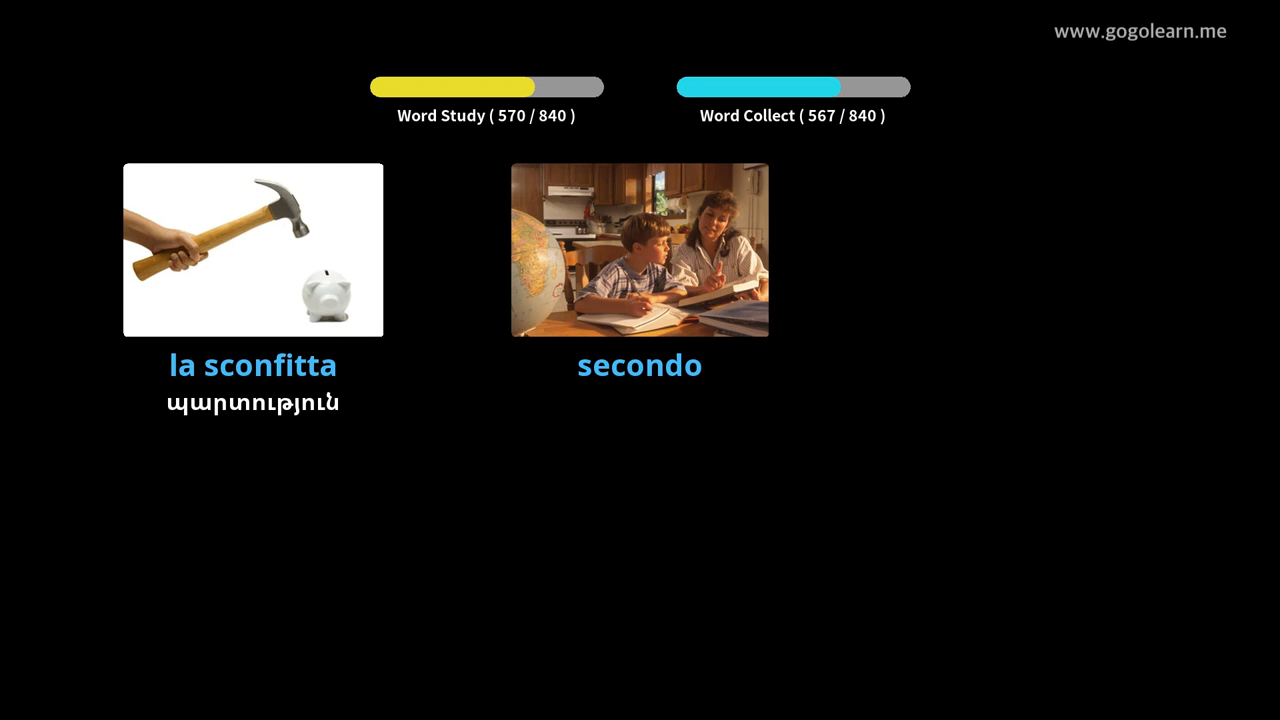 www.gogolearn.me
Word Study ( 570 / 840 )
Word Collect ( 567 / 840 )
la sconfitta
պարտություն
secondo